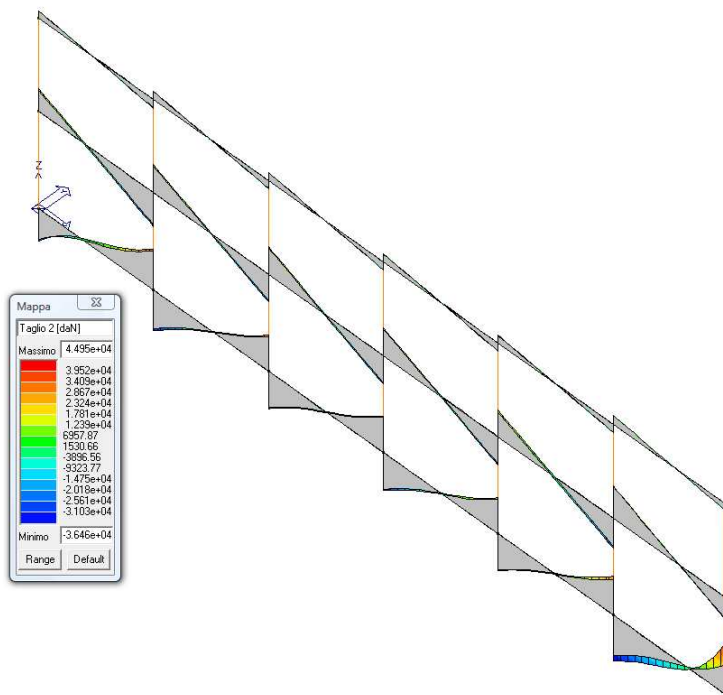 Z
Mappa
Taglio 2 [daN]
Massimo 4.495e+04
3.952e+04
3.409e+04
2.867e+04
2.324e+04
1.781e+04
1.239e+04
6957.87
1530.66
-3896.56
-9323.77
-1.475e+04
-2.018e+04
-2.561e+04
-3.103e+04
Minimo -3.646e+04
Range Default